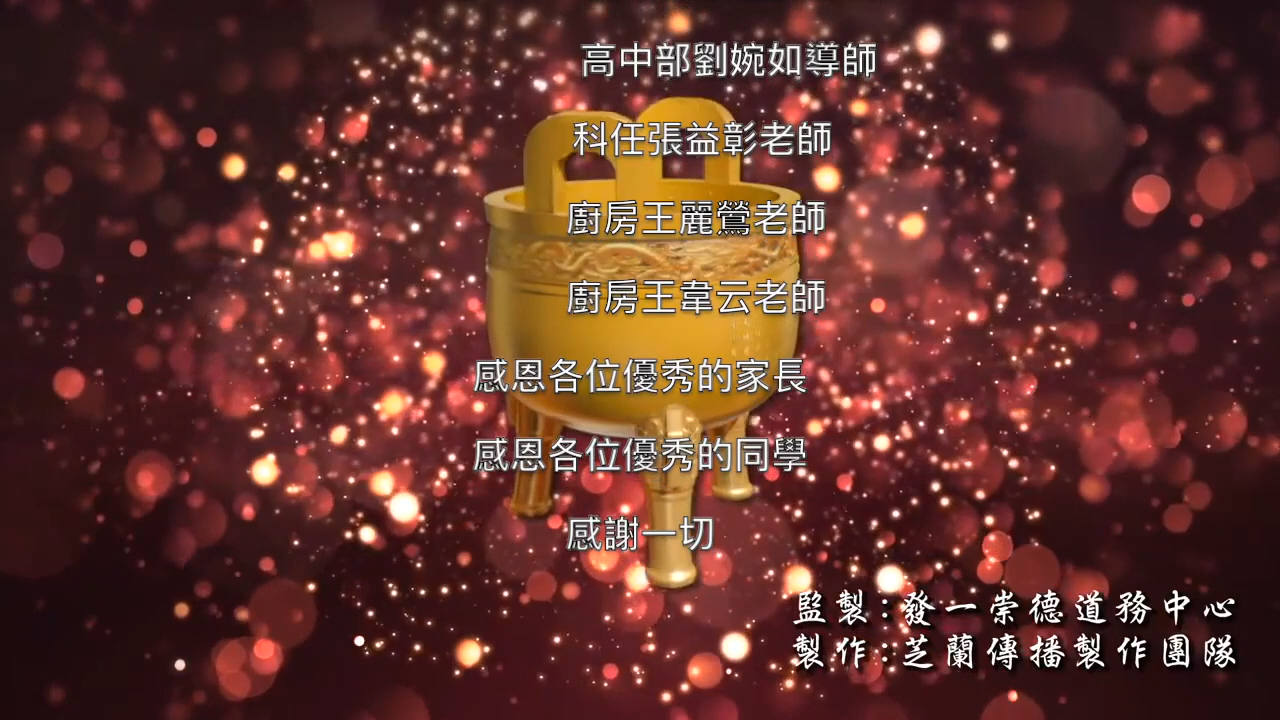 高中部劉婉如導師
科任張益彰老師
廚房王麗鶯老師
廚房王韋云老師
感恩各位優秀的家長
感恩各位優秀的同學
感謝一切
監製:發一崇德道務中心
製作:芝蘭傳播製作團隊